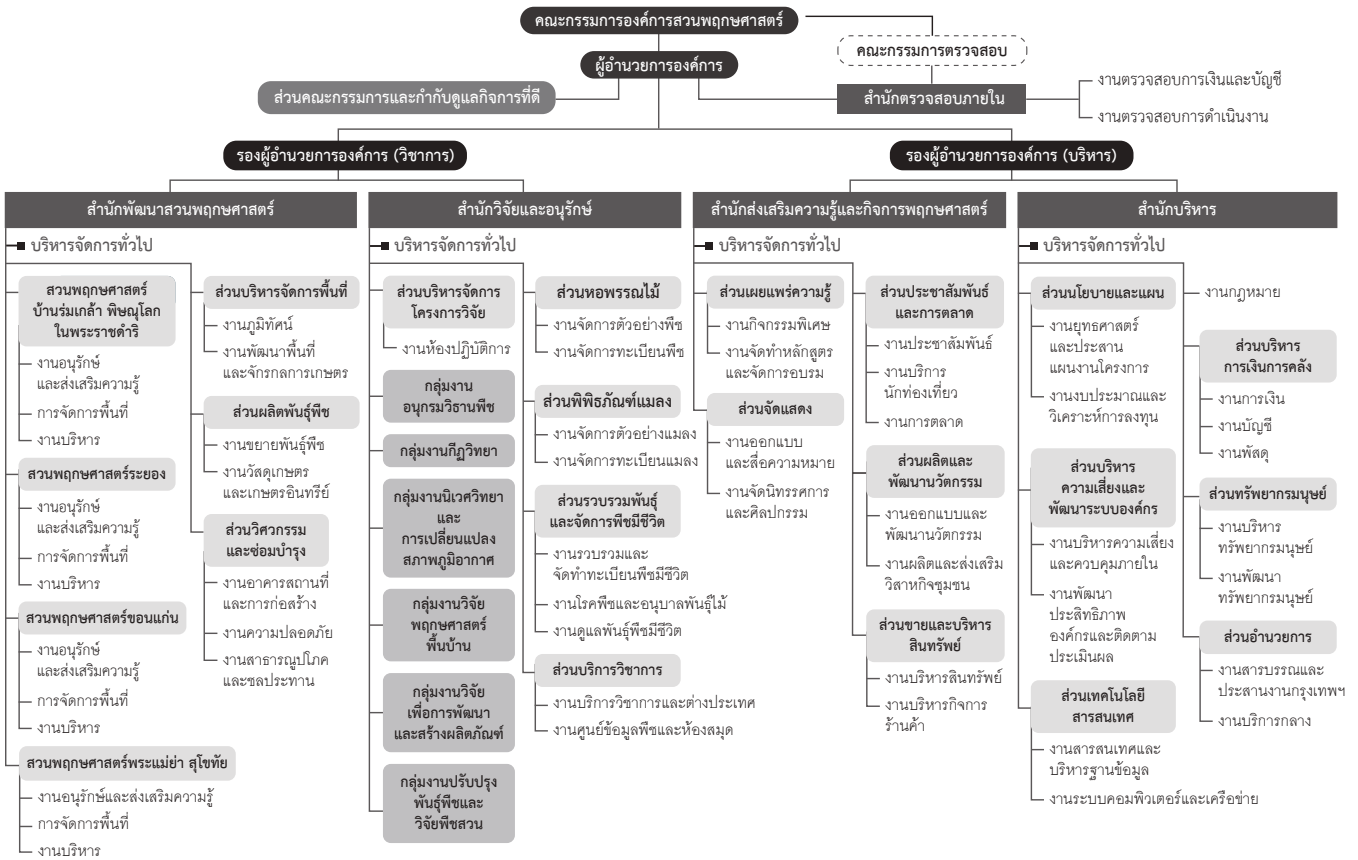 คณะกรรมการองค์การสวนพฤกษศาสตร์
คณะกรรมการตรวจสอบ
ผู้อำนวยการองค์การ
ส่วนคณะกรรมการและกำกับดูแลกิจการที่ดี
สำนักตรวจสอบภายใน
งานตรวจสอบการเงินและบัญชี
งานตรวจสอบการดำเนินงาน
รองผู้อำนวยการองค์การ (วิชาการ)
รองผู้อำนวยการองค์การ (บริหาร)
สำนักพัฒนาสวนพฤกษศาสตร์
บริหารจัดการทั่วไป
สวนพฤกษศาสตร์
บ้านร่มเกล้า พิษณุโลก
ในพระราชดำริ
งานอนุรักษ์
และส่งเสริมความรู้
การจัดการพื้นที่
งานบริหาร
สวนพฤกษศาสตร์ระยอง
งานอนุรักษ์
และส่งเสริมความรู้
การจัดการพื้นที่
งานบริหาร
สวนพฤกษศาสตร์ขอนแก่น
งานอนุรักษ์
และส่งเสริมความรู้
การจัดการพื้นที่
งานบริหาร
สวนพฤกษศาสตร์พระแม่ย่า สุโขทัย
งานอนุรักษ์และส่งเสริมความรู้
การจัดการพื้นที่
งานบริหาร
ส่วนบริหารจัดการพื้นที่
งานภูมิทัศน์
งานพัฒนาพื้นที่
และจักรกลการเกษตร
ส่วนผลิตพันธุ์พืช
งานขยายพันธุ์พืช
งานวัสดุเกษตร
และเกษตรอินทรีย์
ส่วนวิศวกรรม
และซ่อมบำรุง
งานอาคารสถานที่
และการก่อสร้าง
งานความปลอดภัย
งานสาธารณูปโภค
และชลประทาน
สำนักวิจัยและอนุรักษ์
บริหารจัดการทั่วไป
ส่วนบริหารจัดการ
โครงการวิจัย
งานห้องปฏิบัติการ
กลุ่มงาน
อนุกรมวิธานพืช
กลุ่มงานกีฏวิทยา
กลุ่มงานนิเวศวิทยา
และ
การเปลี่ยนแปลง
สภาพภูมิอากาศ
กลุ่มงานวิจัย
พฤกษศาสตร์
พื้นบ้าน
กลุ่มงานวิจัย
เพื่อการพัฒนา
และสร้างผลิตภัณฑ์
กลุ่มงานปรับปรุง
พันธุ์พืชและ
วิจัยพืชสวน
ส่วนหอพรรณไม้
งานจัดการตัวอย่างพืช
งานจัดการทะเบียนพืช
ส่วนพิพิธภัณฑ์แมลง
งานจัดการตัวอย่างแมลง
งานจัดการทะเบียนแมลง
ส่วนรวบรวมพันธุ์
และจัดการพืชมีชีวิต
งานรวบรวมและ
จัดทำทะเบียนพืชมีชีวิต
งานโรคพืชและอนุบาลพันธุ์ไม้
งานดูแลพันธุ์พืชมีชีวิต
ส่วนบริการวิชาการ
งานบริการวิชาการและต่างประเทศ
งานศูนย์ข้อมูลพืชและห้องสมุด
สำนักส่งเสริมความรู้และกิจการพฤกษศาสตร์
บริหารจัดการทั่วไป
ส่วนเผยแพร่ความรู้
งานกิจกรรมพิเศษ
งานจัดทำหลักสูตร
และจัดการอบรม
ส่วนจัดแสดง
งานออกแบบ
และสื่อความหมาย
งานจัดนิทรรศการ
และศิลปกรรม
ส่วนประชาสัมพันธ์
และการตลาด
งานประชาสัมพันธ์
งานบริการ
นักท่องเที่ยว
งานการตลาด
ส่วนผลิตและ
พัฒนานวัตกรรม
งานออกแบบและ
พัฒนานวัตกรรม
งานผลิตและส่งเสริม
วิสาหกิจชุมชน
ส่วนขายและบริหาร
สินทรัพย์
งานบริหารสินทรัพย์
งานบริหารกิจการ
ร้านค้า
สำนักบริหาร
บริหารจัดการทั่วไป
ส่วนนโยบายและแผน
งานยุทธศาสตร์
และประสาน
แผนงานโครงการ
งานงบประมาณและ
วิเคราะห์การลงทุน
ส่วนบริหาร
ความเสี่ยงและ
พัฒนาระบบองค์กร
งานบริหารความเสี่ยง
และควบคุมภายใน
งานพัฒนา
ประสิทธิภาพ
องค์กรและติดตาม
ประเมินผล
ส่วนเทคโนโลยี
สารสนเทศ
งานสารสนเทศและ
บริหารฐานข้อมูล
งานระบบคอมพิวเตอร์และเครือข่าย
งานกฎหมาย
ส่วนบริหาร
การเงินการคลัง
งานการเงิน
งานบัญชี
งานพัสดุ
ส่วนทรัพยากรมนุษย์
งานบริหาร
ทรัพยากรมนุษย์
งานพัฒนา
ทรัพยากรมนุษย์
ส่วนอำนวยการ
งานสารบรรณและ
ประสานงานกรุงเทพฯ
งานบริการกลาง